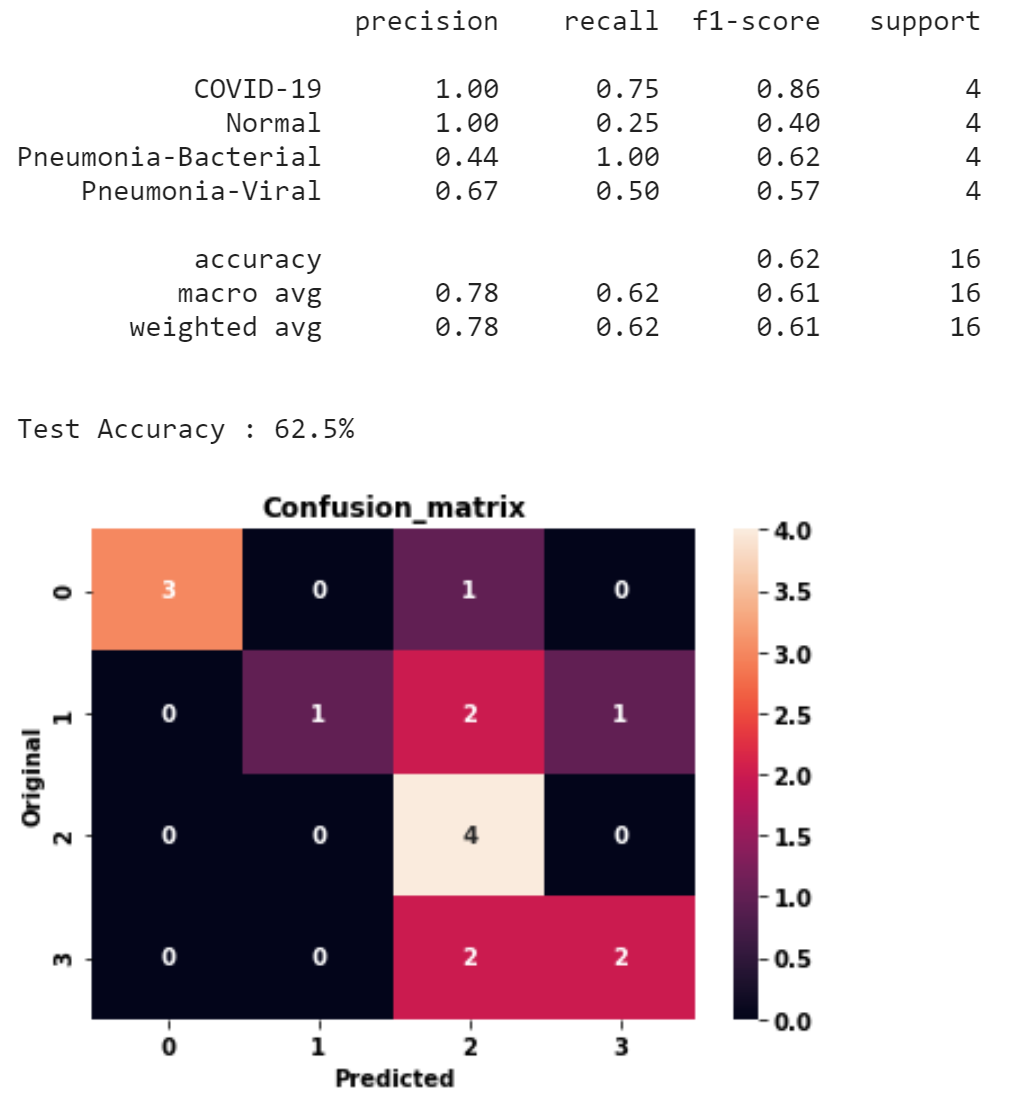 precision recall f1-score support
COVID-19 1.00 0.75 0.86 4
Normal 1.00 0.25 0.40 4
Pneumonia-Bacterial 0.44 1.00 0.62 4
Pneumonia-Viral 0.67 0.50 0.57 4
accuracy 0.62 16
macro avg 0.78 0.62 0.61 16
weighted avg 0.78 0.62 0.61 16
Test Accuracy : 62.5%
Confusion_matrix
4.0
0 3 0 1 0 3.5
3.0
1 0 1 2 1 2.5
Original
2.0
2 0 0 4 0 1.5
1.0
3 0 0 2 2 0.5
0.0
0 1 2 3
Predicted